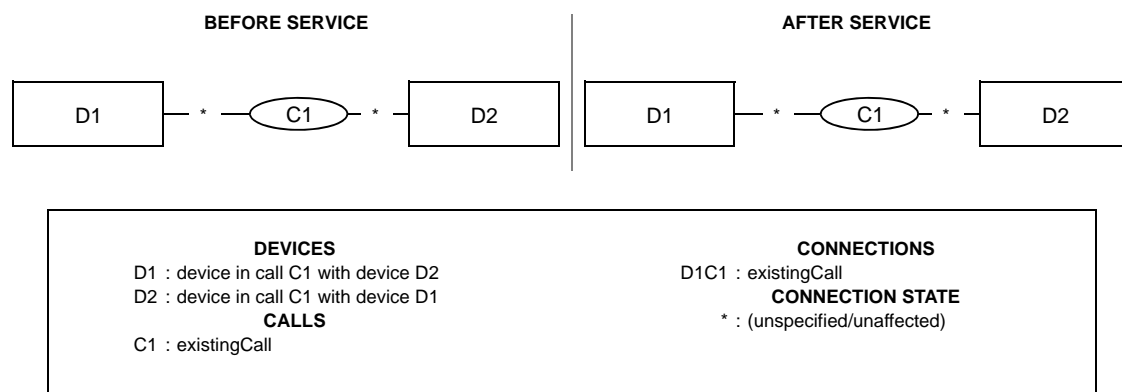 BEFORE SERVICE
AFTER SERVICE
D1 * C1 * D2
D1 * C1 * D2
DEVICES
D1 : device in call C1 with device D2
D2 : device in call C1 with device D1
CALLS
C1 : existingCall
CONNECTIONS
D1C1 : existingCall
CONNECTION STATE
* : (unspecified/unaffected)